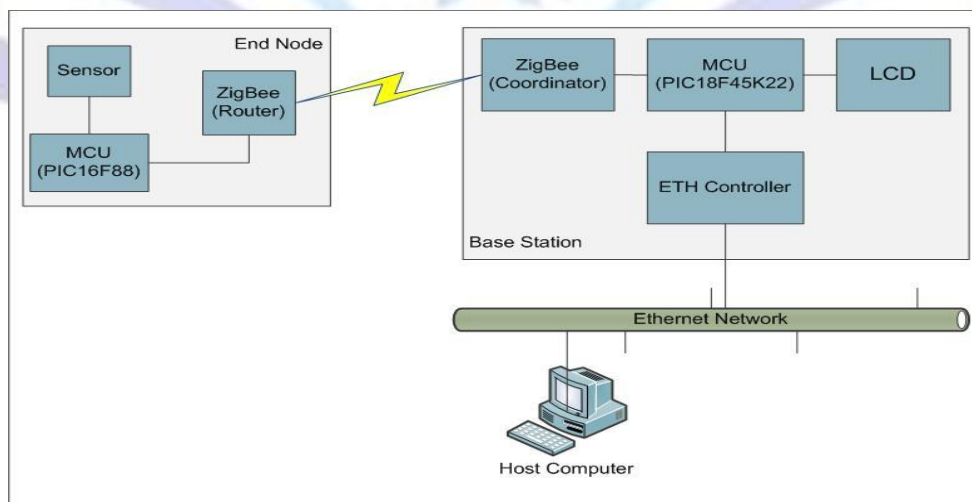 End Node
Sensor
ZigBee
(Router)
MCU
(PIC16F88)
ZigBee
(Coordinator)
MCU
(PIC18F45K22)
LCD
ETH Controller
Base Station
Ethernet Network
Host Computer